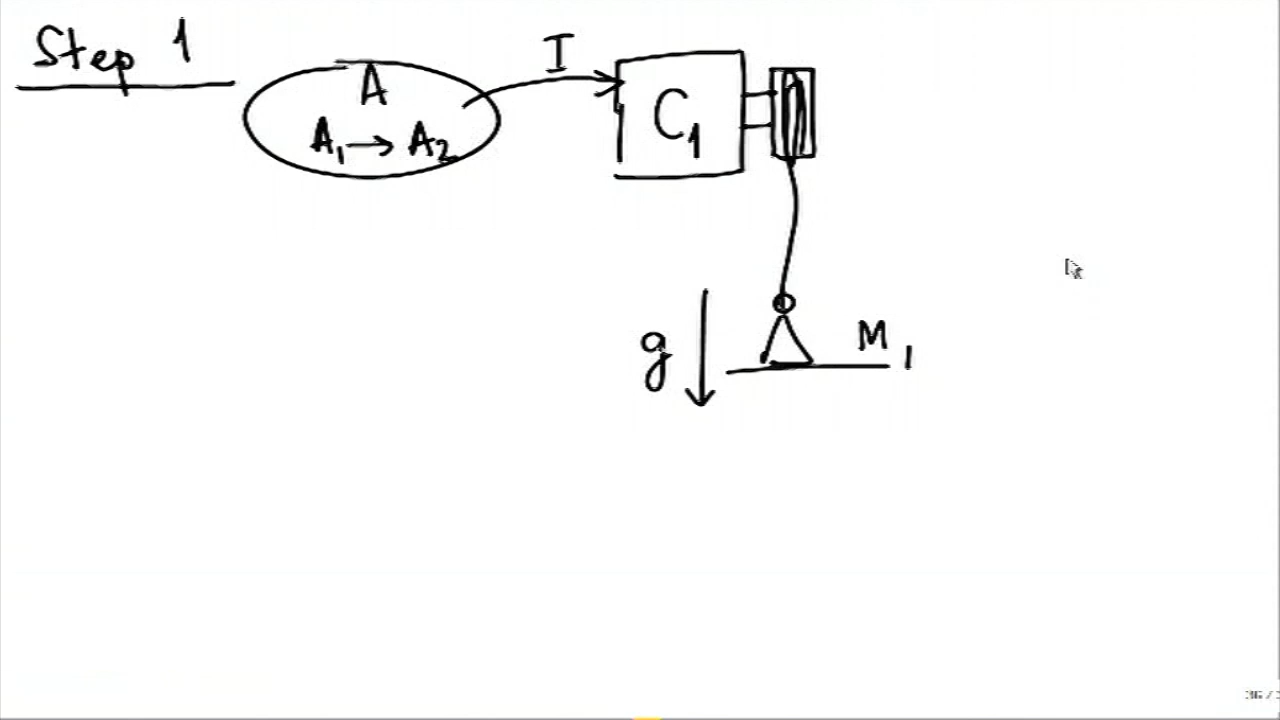 Step 1
A
A₁ → A₂
I
C₁
g
M₁